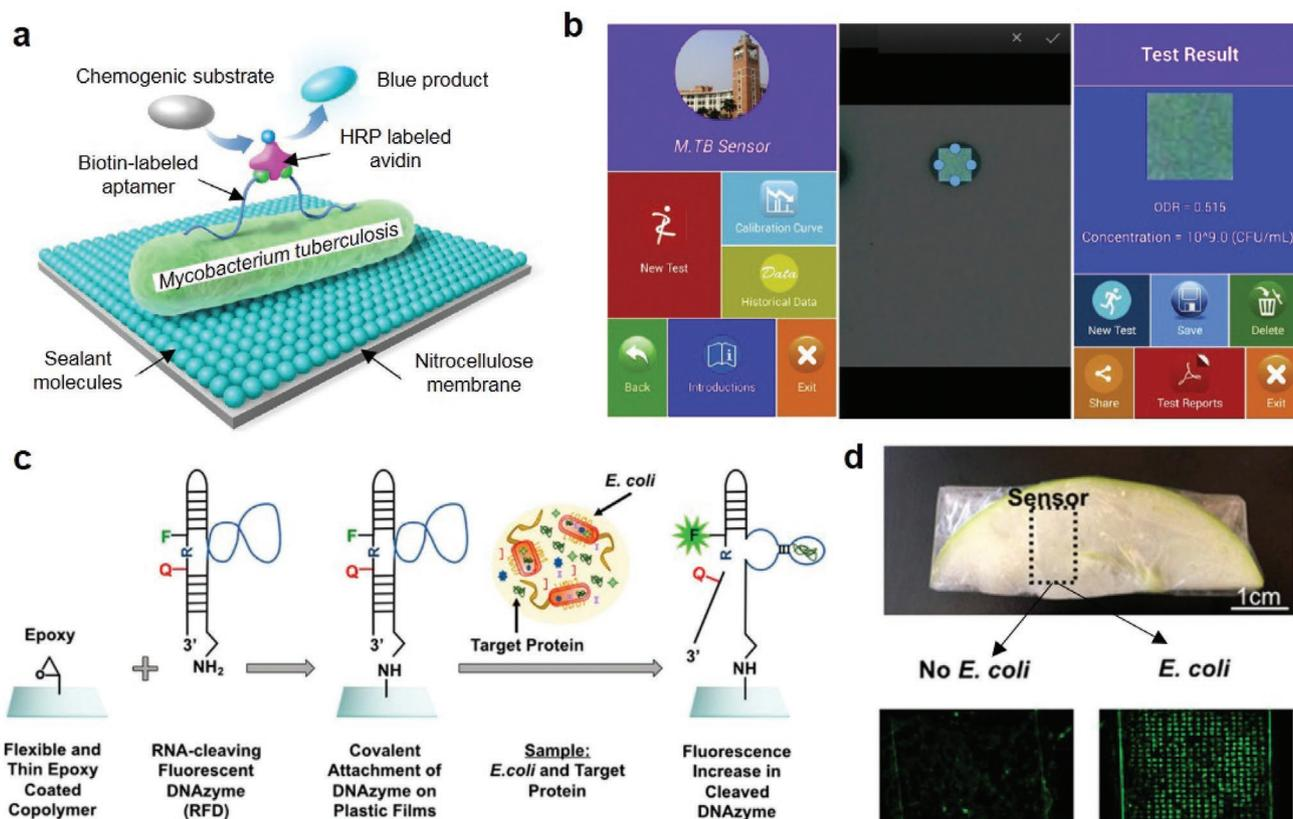 a
Chemogenic substrate
Blue product
HRP labeled
avidin
Biotin-labeled
aptamer
Mycobacterium tuberculosis
Sealant
molecules
Nitrocellulose
membrane
b
M.TB Sensor
New Test
Calibration Curve
Data
Historical Data
Back
Introductions
Exit
Test Result
ODR = 0.515
Concentration = 10^9.0 (CFU/mL)
New Test
Save
Delete
Share
Test Reports
Exit
c
Epoxy
F
R
Q
3'
NH2
F
R
Q
3'
NH
E. coli
Target Protein
F
R
Q
3'
NH
Flexible and
Thin Epoxy
Coated
Copolymer
RNA-cleaving
Fluorescent
DNAzyme
(RFD)
Covalent
Attachment of
DNAzyme on
Plastic Films
Sample:
E.coli and Target
Protein
Fluorescence
Increase in
Cleaved
DNAzyme
d
Sensor
1cm
No E. coli
E. coli